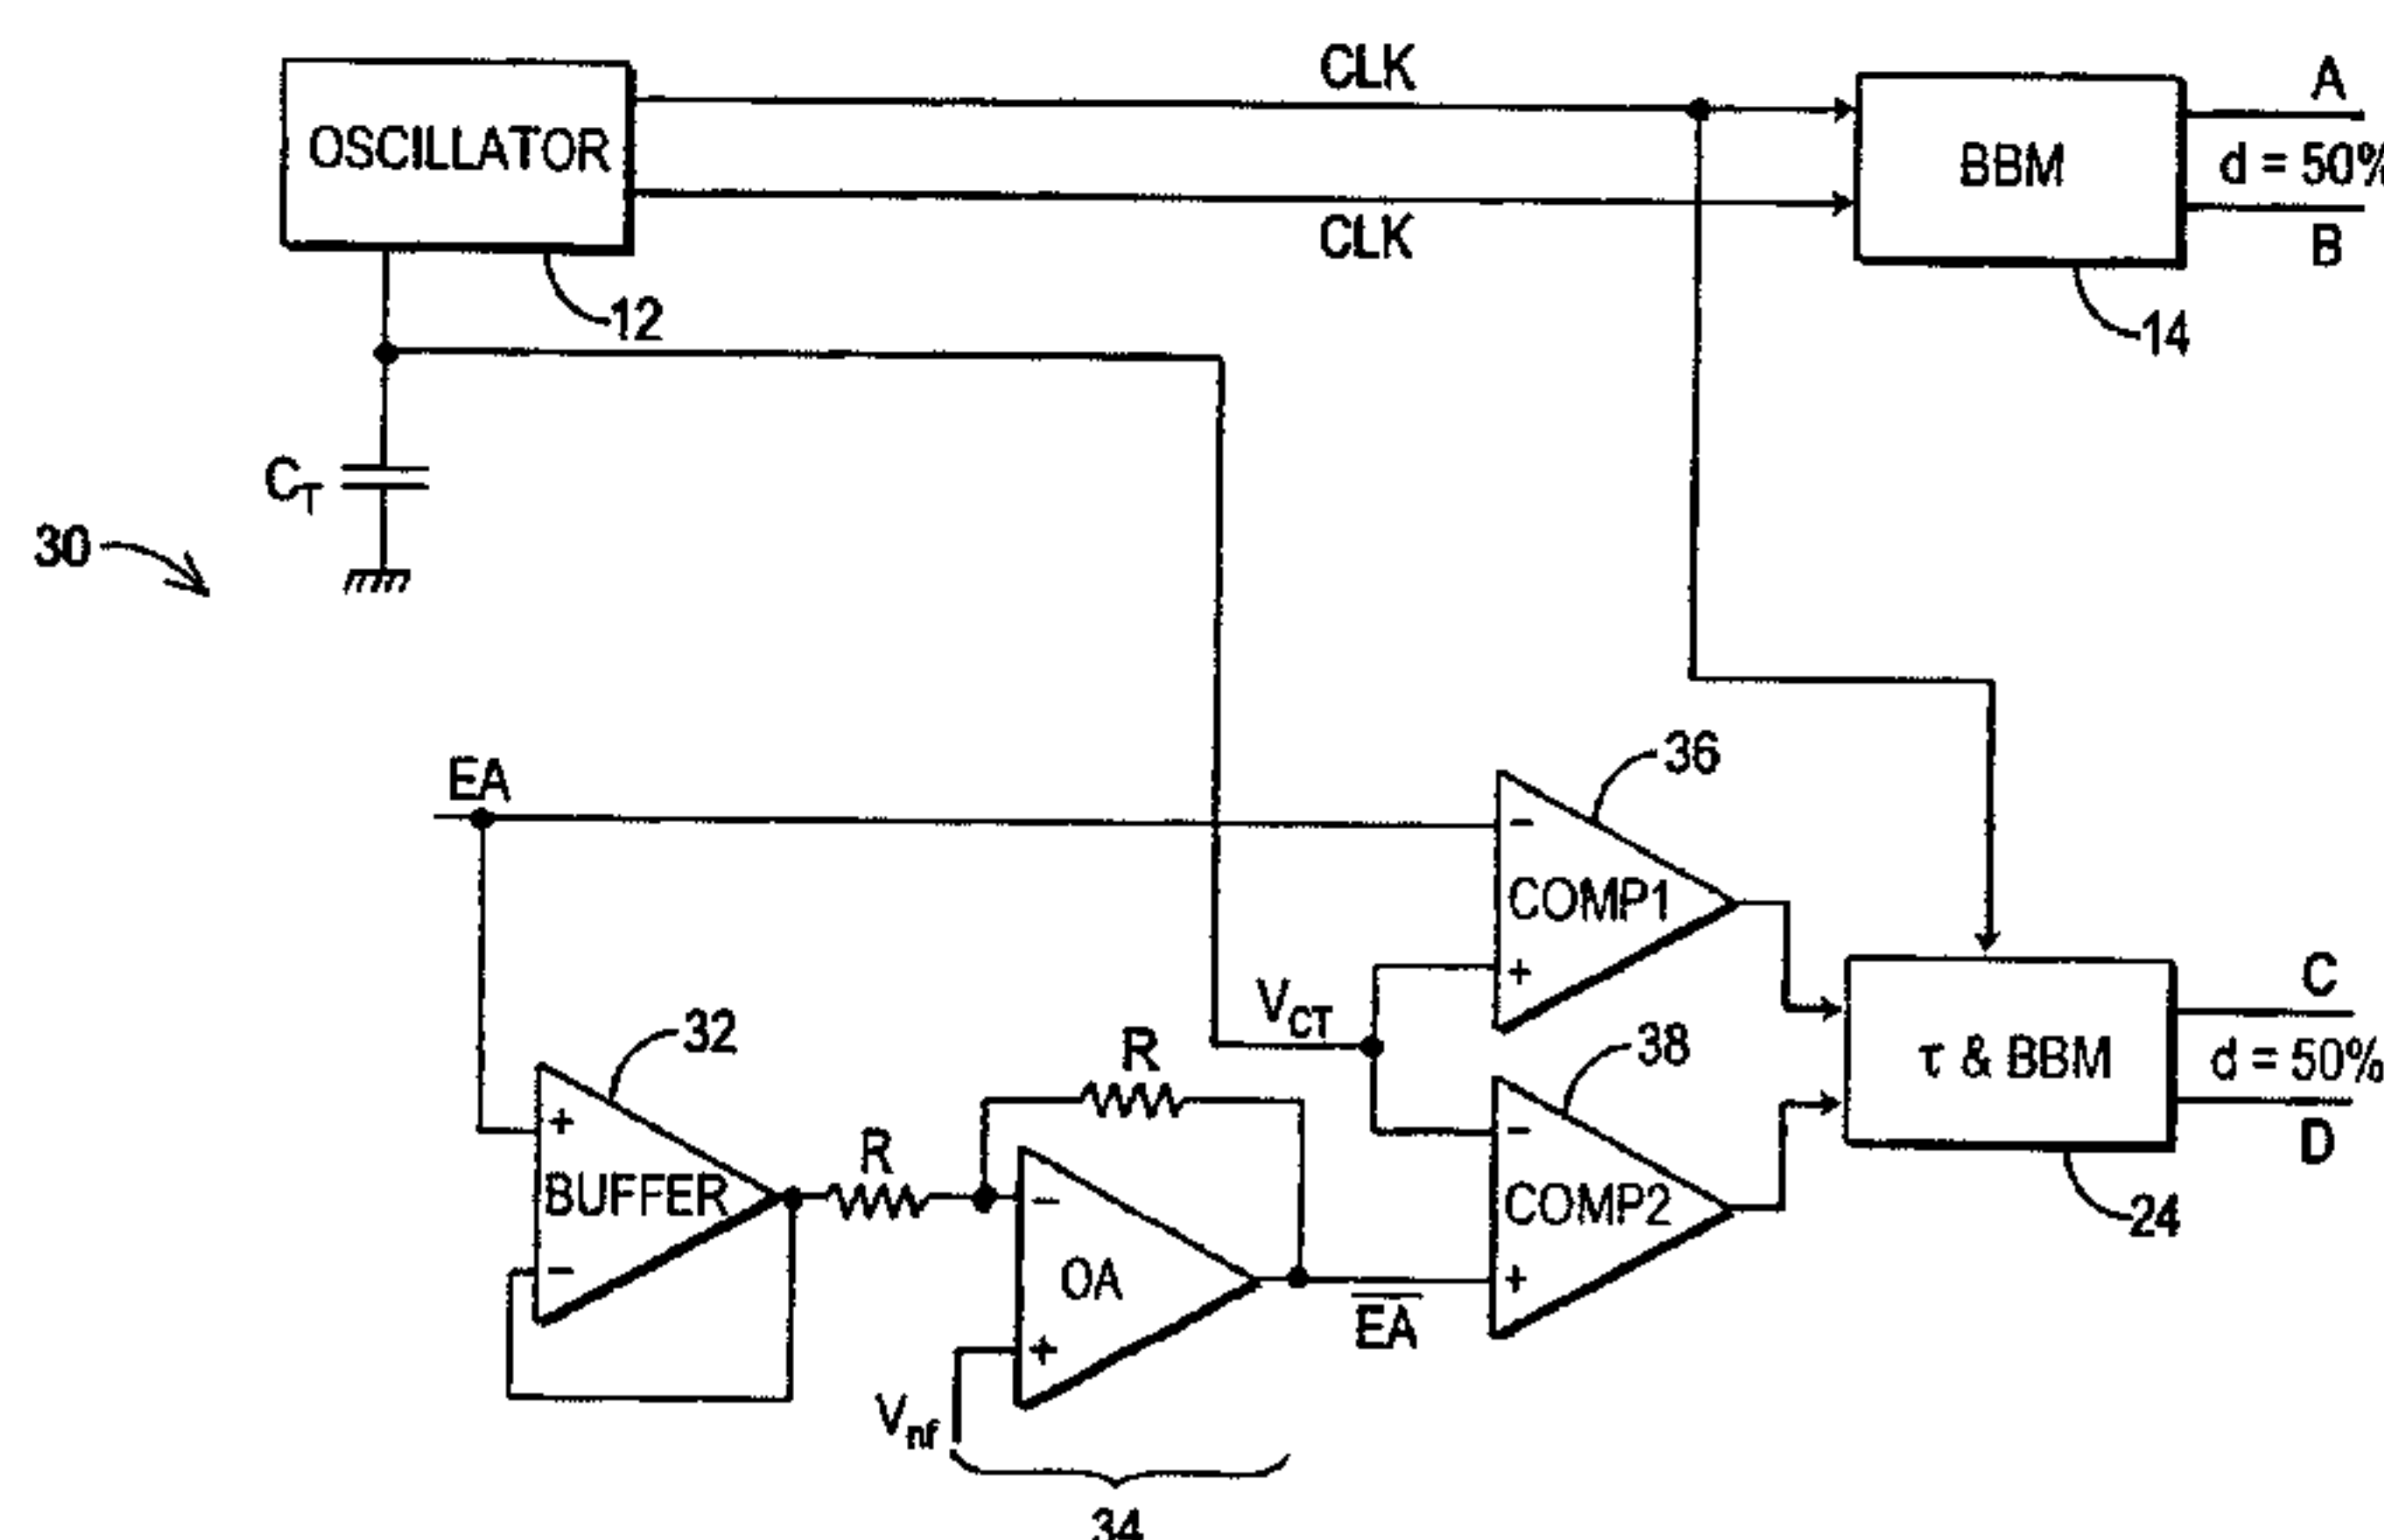 CLK
A
OSCILLATOR
BBM
d = 50%
CLK
B
12
14
CT
30
EA
36
COMP1
C
32
VCT
R
38
τ & BBM
d = 50%
R
D
BUFFER
COMP2
24
OA
EA
Vnf
34
+
-
-
+
-
+
-
+